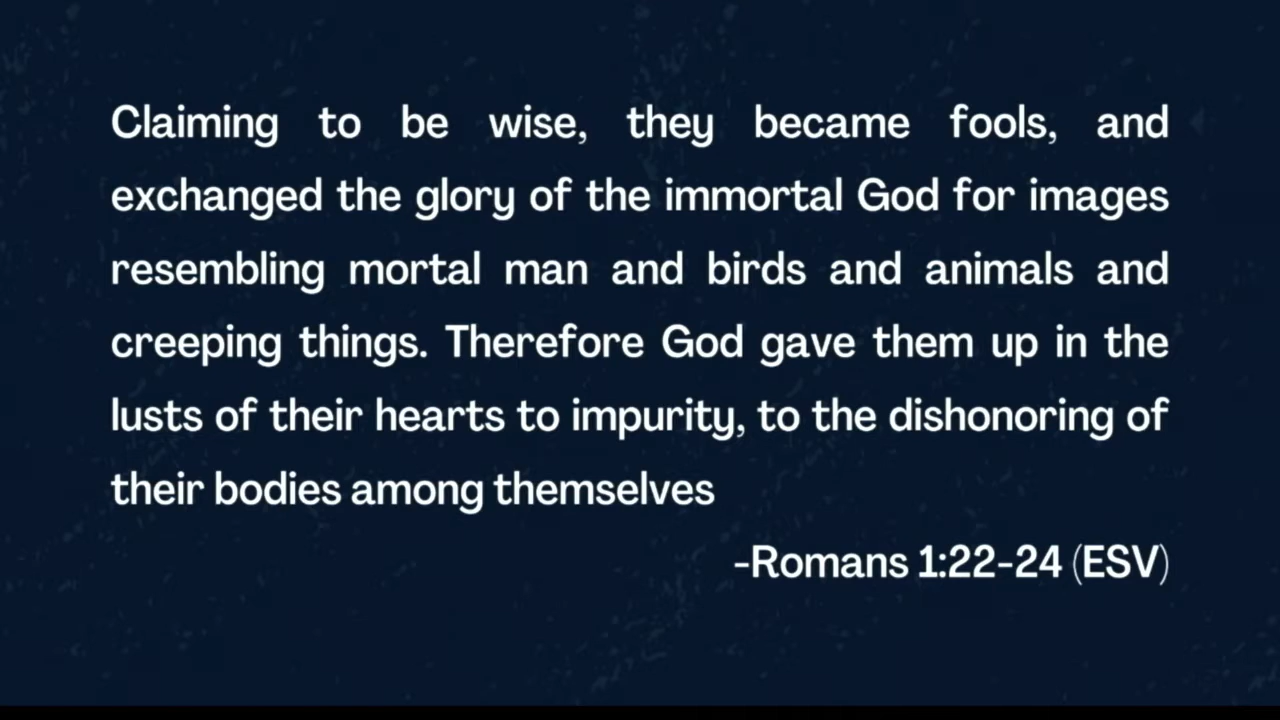 Claiming to be wise, they became fools, and
exchanged the glory of the immortal God for images
resembling mortal man and birds and animals and
creeping things. Therefore God gave them up in the
lusts of their hearts to impurity, to the dishonoring of
their bodies among themselves
-Romans 1:22-24 (ESV)